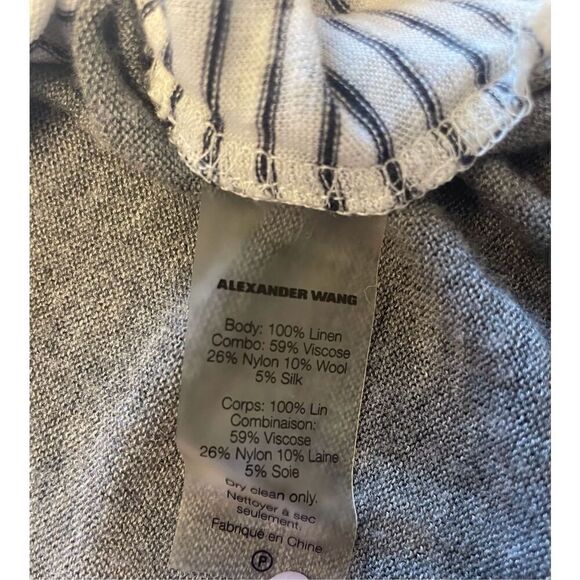 ALEXANDER WANG
Body: 100% Linen
Combo: 59% Viscose
26% Nylon 10% Wool
5% Silk
Corps: 100% Lin
Combinaison:
59% Viscose
26% Nylon 10% Laine
5% Soie
Dry clean only.
Nettoyer à sec
seulement.
Fabriqué en Chine
P